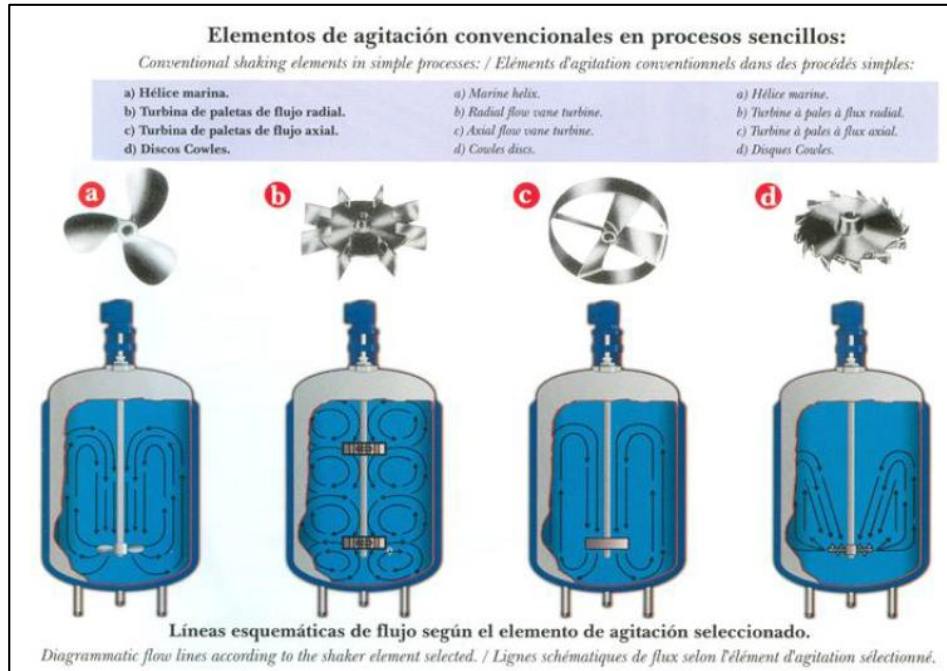 Elementos de agitación convencionales en procesos sencillos:
Conventional shaking elements in simple processes: / Eléments d'agitation conventionnels dans des procédés simples:
a) Hélice marina.
b) Turbina de paletas de flujo radial.
c) Turbina de paletas de flujo axial.
d) Discos Cowles.
a) Marine helix.
b) Radial flow vane turbine.
c) Axial flow vane turbine.
d) Cowles discs.
a) Hélice marine.
b) Turbine à pales à flux radial.
c) Turbine à pales à flux axial.
d) Disques Cowles.
a
b
c
d
Líneas esquemáticas de flujo según el elemento de agitación seleccionado.
Diagrammatic flow lines according to the shaker element selected. / Lignes schématiques de flux selon l'élément d'agitation sélectionné.